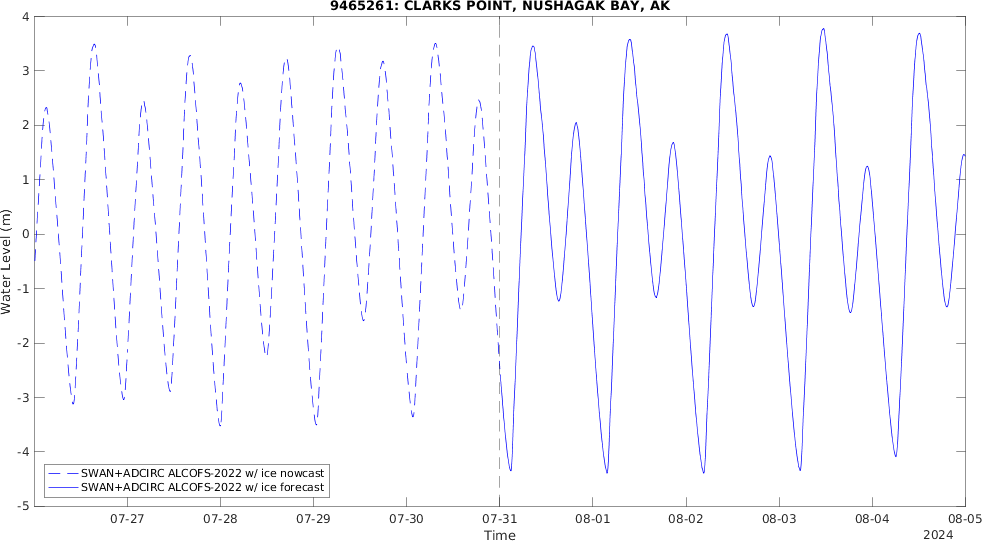 9465261: CLARKS POINT, NUSHAGAK BAY, AK
4
3
2
1
0
-1
-2
-3
-4
-5
Water Level (m)
SWAN+ADCIRC ALCOFS-2022 w/ ice nowcast
SWAN+ADCIRC ALCOFS-2022 w/ ice forecast
07-27 07-28 07-29 07-30 07-31 08-01 08-02 08-03 08-04 08-05
Time
2024